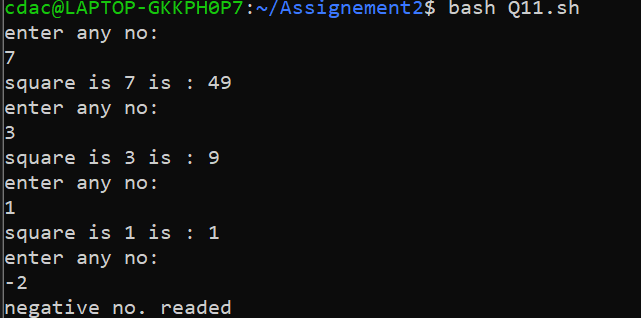 cdac@LAPTOP-GKKPH0P7:~/Assignement2$ bash Q11.sh
enter any no:
7
square is 7 is : 49
enter any no:
3
square is 3 is : 9
enter any no:
1
square is 1 is : 1
enter any no:
-2
negative no. readed